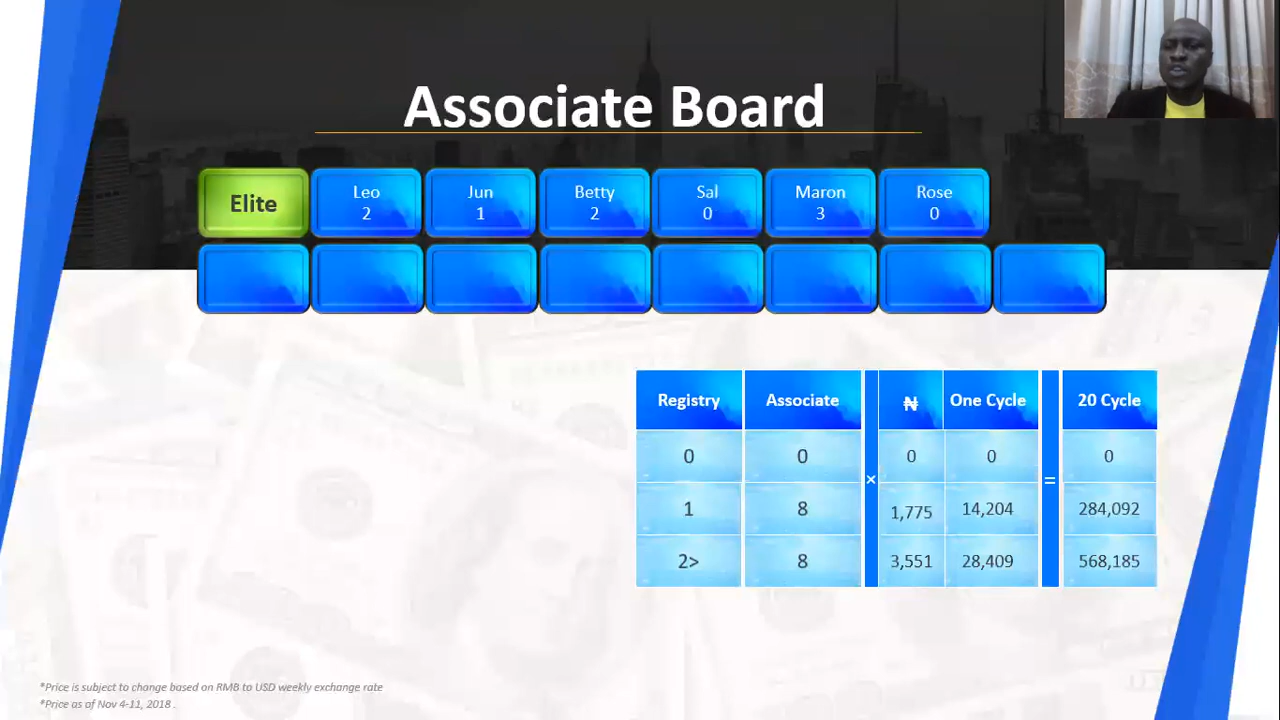 Associate Board
Elite
Leo
2
Jun
1
Betty
2
Sal
0
Maron
3
Rose
0
Registry Associate ₦ One Cycle 20 Cycle
0 0 0 0 0
× =
1 8 1,775 14,204 284,092
2> 8 3,551 28,409 568,185
*Price is subject to change based on RMB to USD weekly exchange rate
*Price as of Nov 4-11, 2018 .